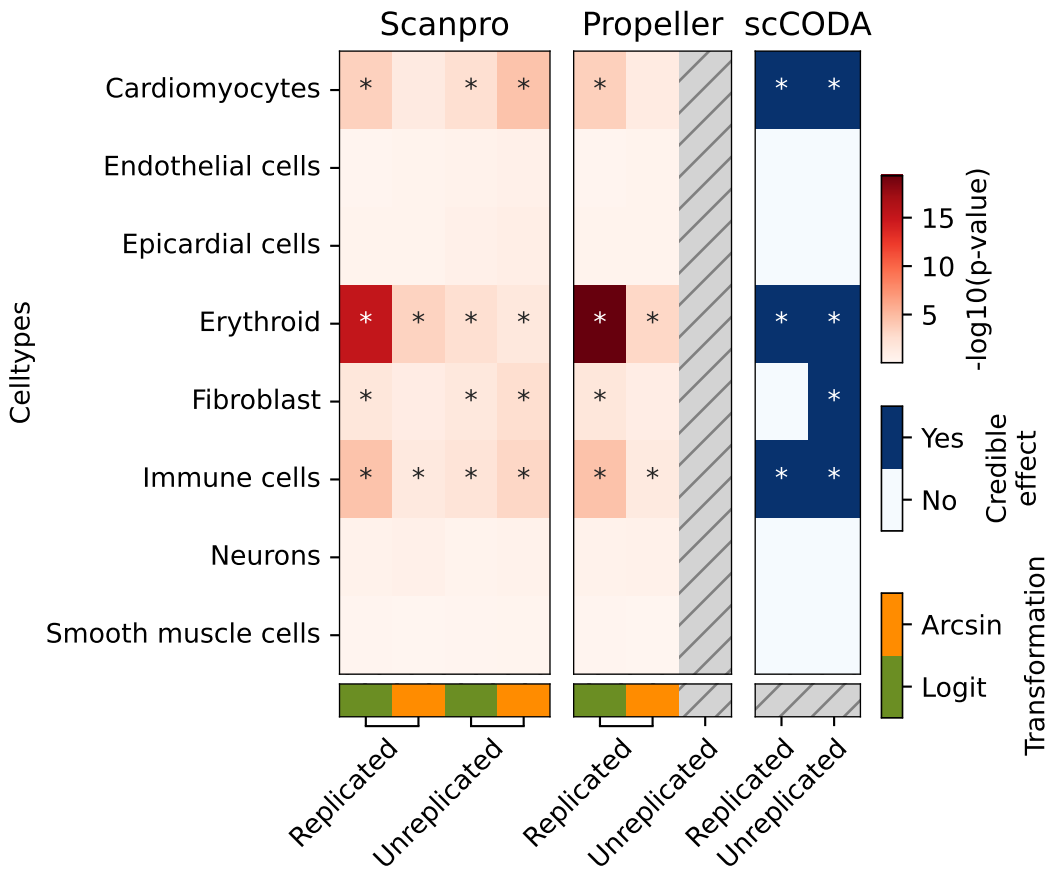 Scanpro
Propeller
scCODA
Celltypes
Cardiomyocytes
* * * * * *
Endothelial cells
Epicardial cells
Erythroid
* * * * * * * *
Fibroblast
* * * * *
Immune cells
* * * * * * * *
Neurons
Smooth muscle cells
15
10
5
-log10(p-value)
Yes
No
Credible
effect
Arcsin
Logit
Transformation
Replicated
Unreplicated
Replicated
Unreplicated
Replicated
Unreplicated